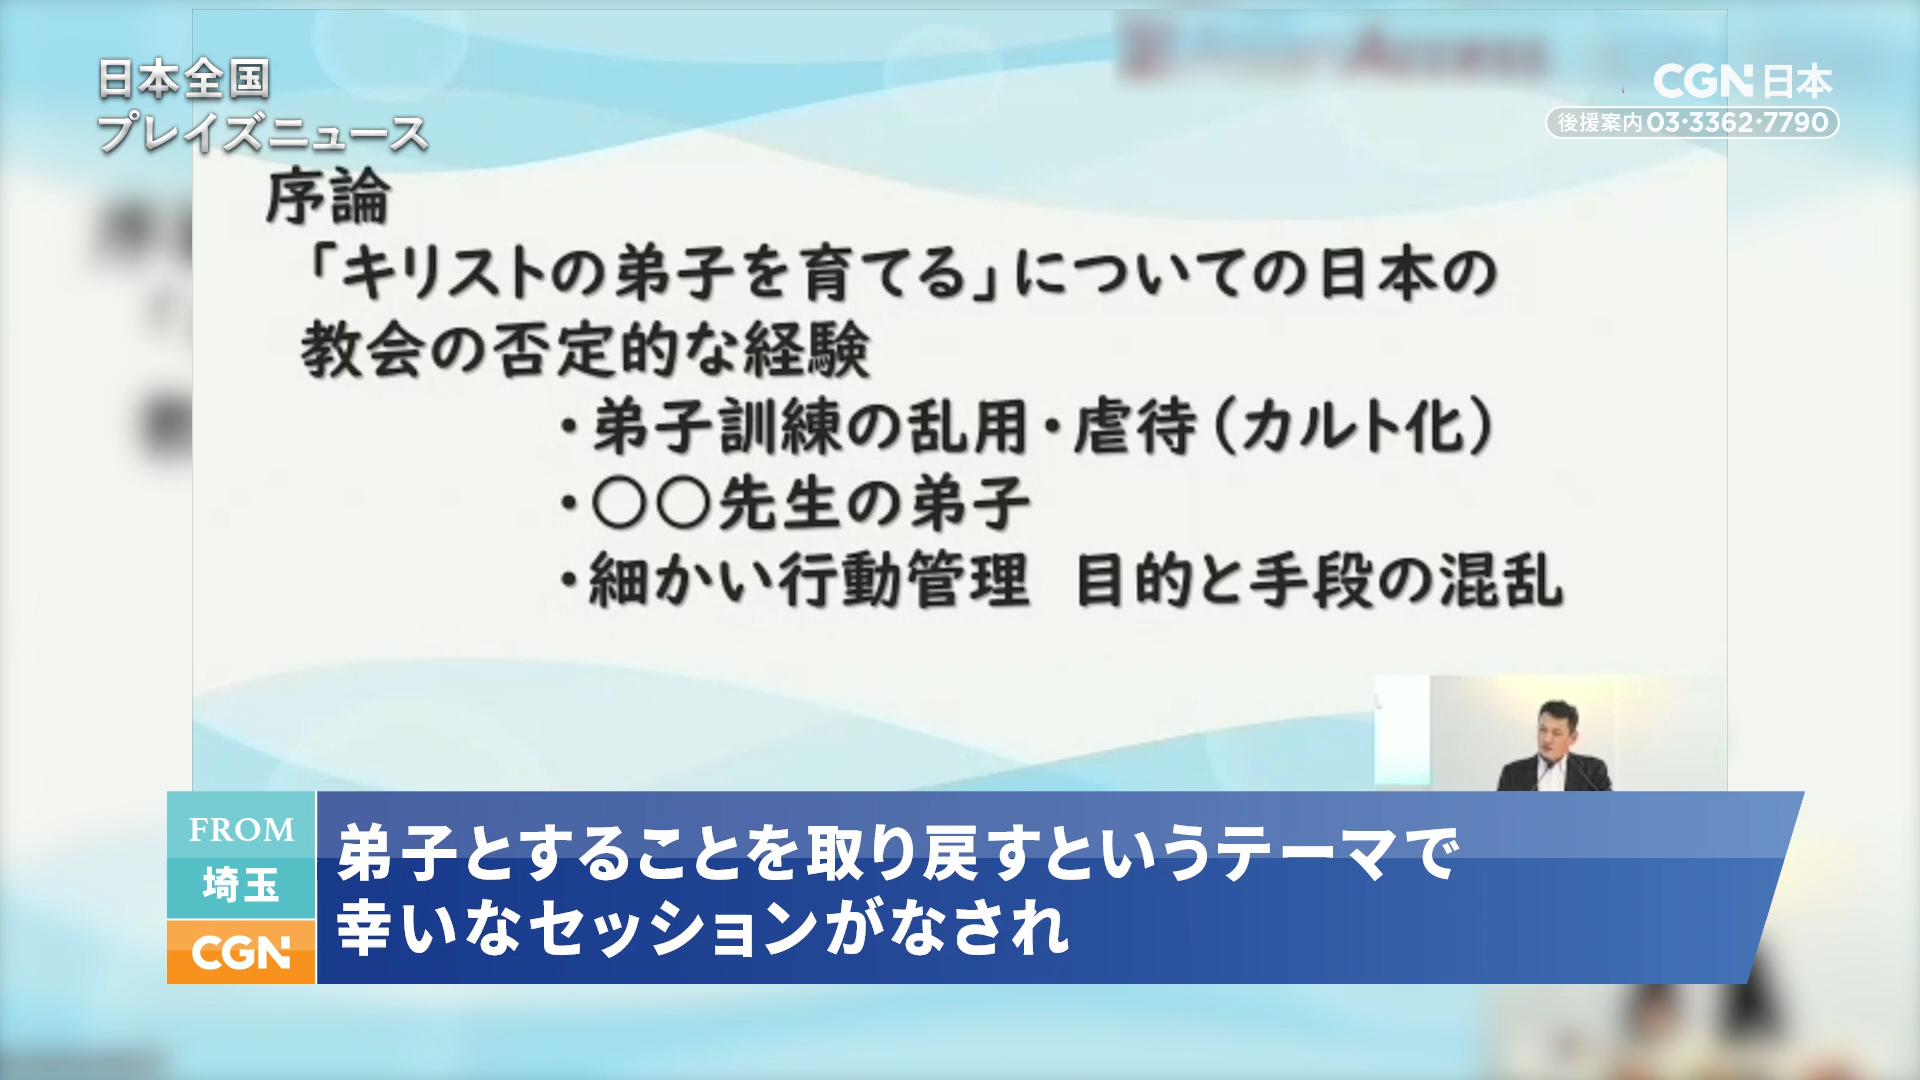 日本全国
プレイズニュース
CGN日本
後援案内 03·3362·7790
序論
「キリストの弟子を育てる」についての日本の
教会の否定的な経験
・弟子訓練の乱用・虐待(カルト化)
・〇〇先生の弟子
・細かい行動管理　目的と手段の混乱
FROM
埼玉
CGN
弟子とすることを取り戻すというテーマで
幸いなセッションがなされ